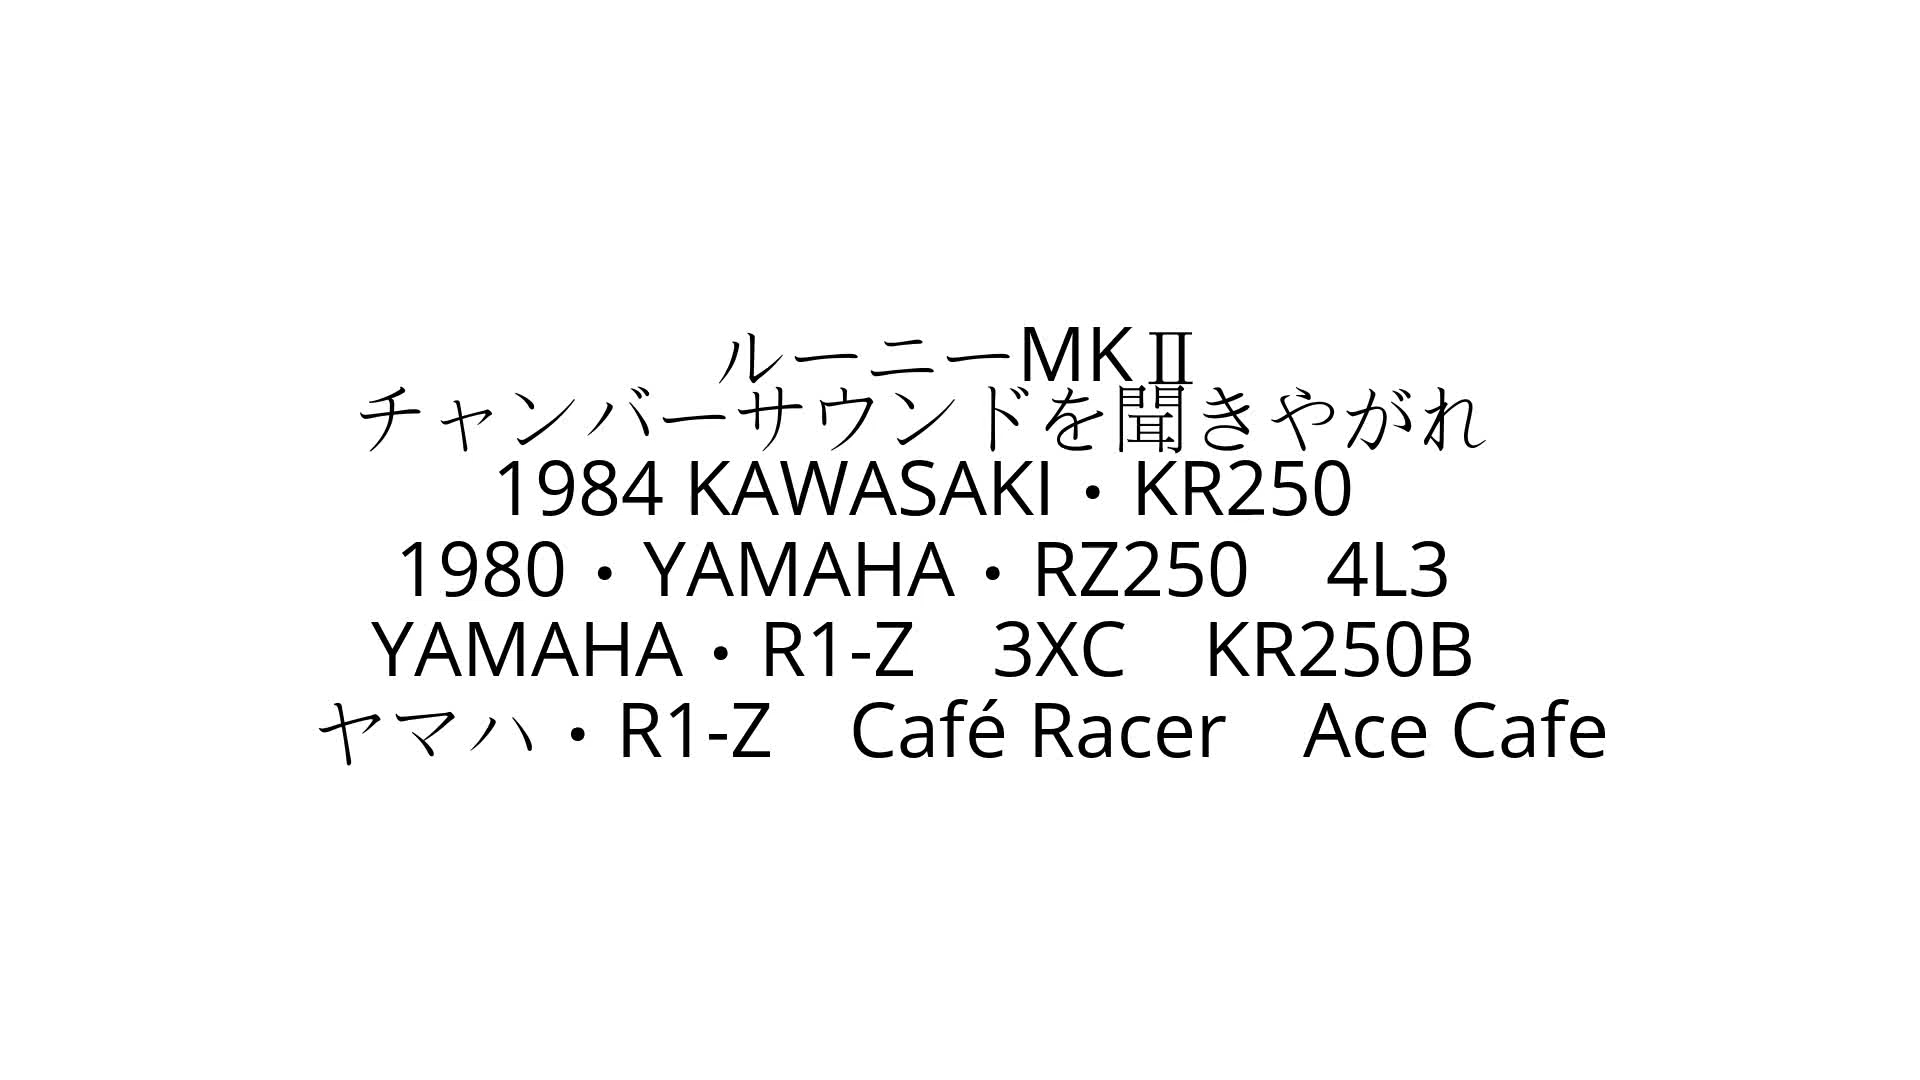 ルーニーMKⅡ
チャンバーサウンドを聞きやがれ
1984 KAWASAKI・KR250
1980・YAMAHA・RZ250　4L3
YAMAHA・R1-Z　3XC　KR250B
ヤマハ・R1-Z　Café Racer　Ace Cafe